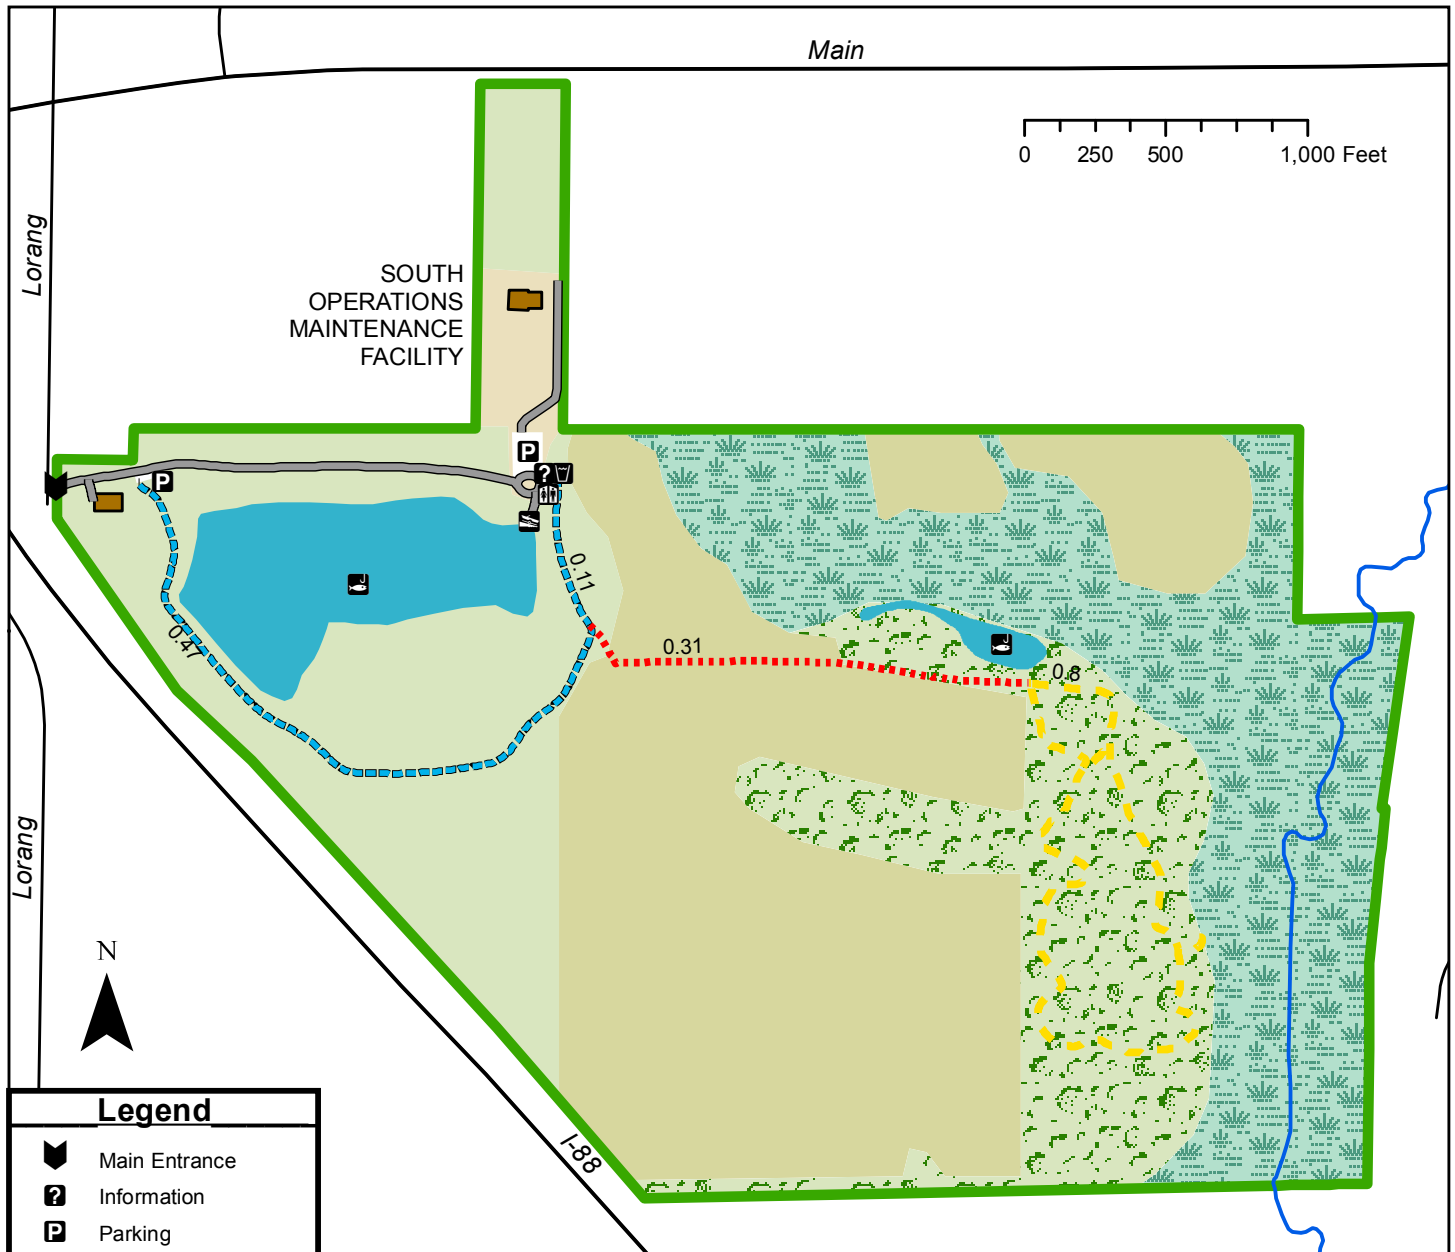 Main
0 250 500 1,000 Feet
Lorang
SOUTH
OPERATIONS
MAINTENANCE
FACILITY
P
P
?
0.11
0.47
0.31
0.8
Lorang
N
I-88
Legend
Main Entrance
? Information
P Parking